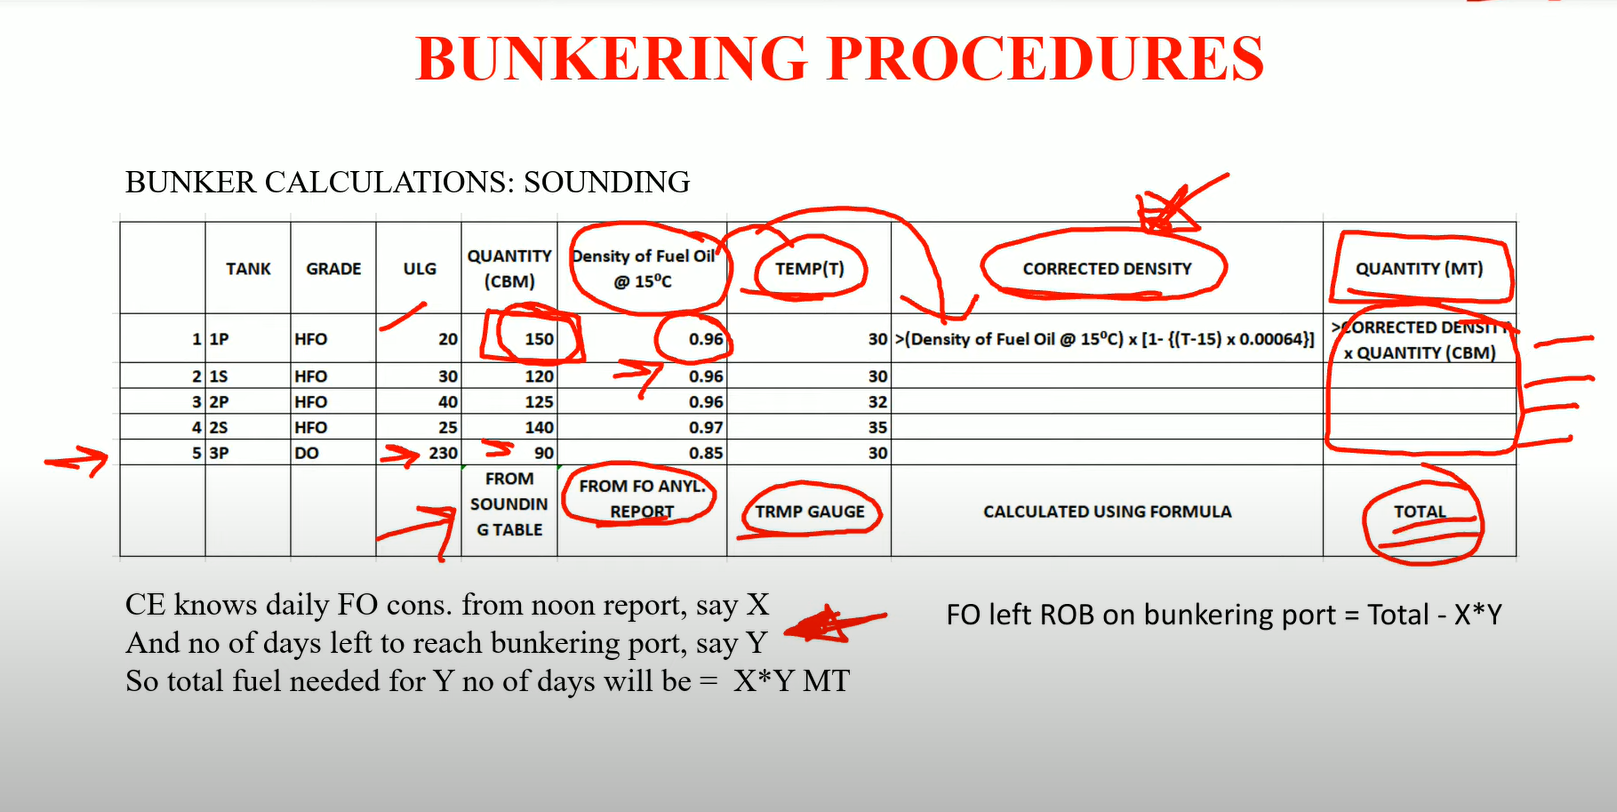 BUNKERING PROCEDURES
BUNKER CALCULATIONS: SOUNDING
TANK GRADE ULG QUANTITY (CBM) Density of Fuel Oil @ 15⁰C TEMP(T) CORRECTED DENSITY QUANTITY (MT)
1 1P HFO 20 150 0.96 30 >(Density of Fuel Oil @ 15⁰C) x [1- {(T-15) x 0.00064}] >CORRECTED DENSITY x QUANTITY (CBM)
2 1S HFO 30 120 0.96 30
3 2P HFO 40 125 0.96 32
4 2S HFO 25 140 0.97 35
5 3P DO 230 90 0.85 30
FROM SOUNDIN G TABLE FROM FO ANYL. REPORT TRMP GAUGE CALCULATED USING FORMULA TOTAL
CE knows daily FO cons. from noon report, say X
And no of days left to reach bunkering port, say Y
So total fuel needed for Y no of days will be = X*Y MT
FO left ROB on bunkering port = Total - X*Y